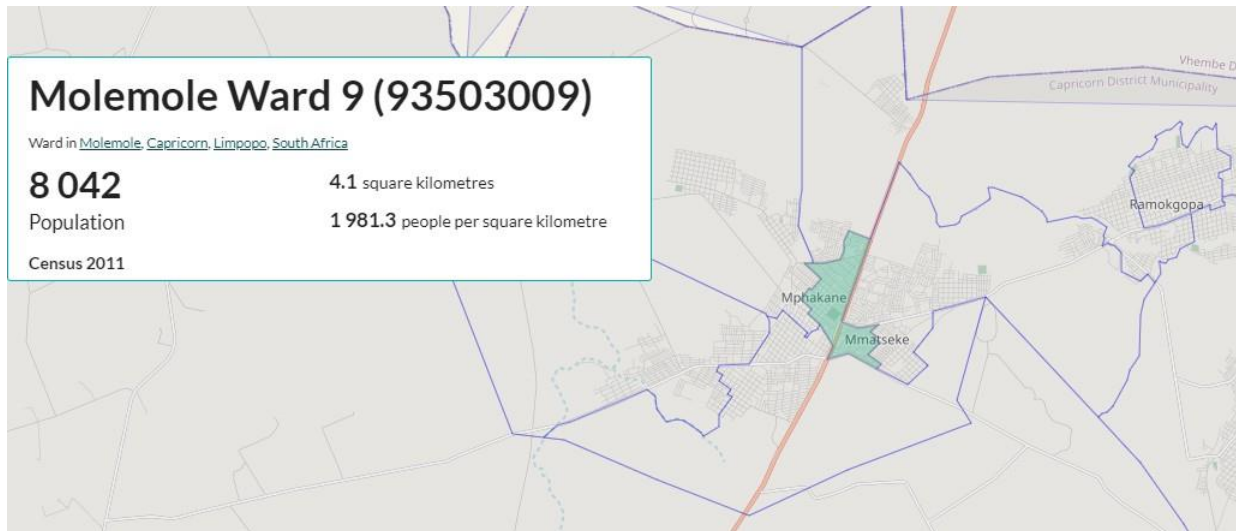 Molemole Ward 9 (93503009)
Ward in Molemole, Capricorn, Limpopo, South Africa
8 042
Population
4.1 square kilometres
1 981.3 people per square kilometre
Census 2011
Vhembe D
Capricorn District Municipality
Ramokgopa
Mphakane
Mmatseke